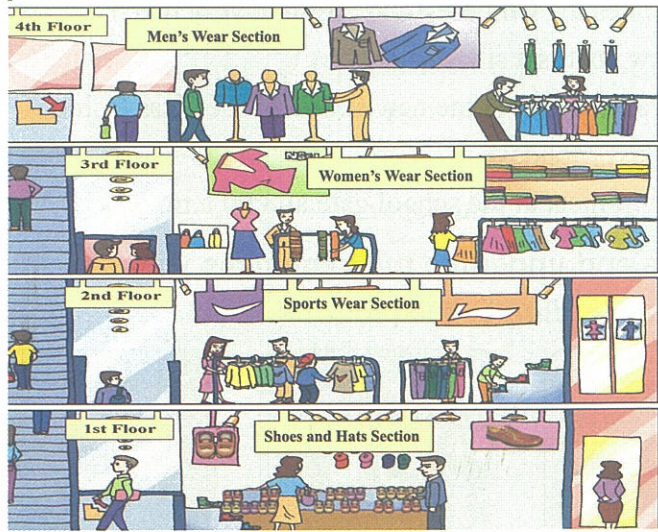 4th Floor
Men's Wear Section
3rd Floor
New
Women's Wear Section
2nd Floor
Sports Wear Section
1st Floor
Shoes and Hats Section